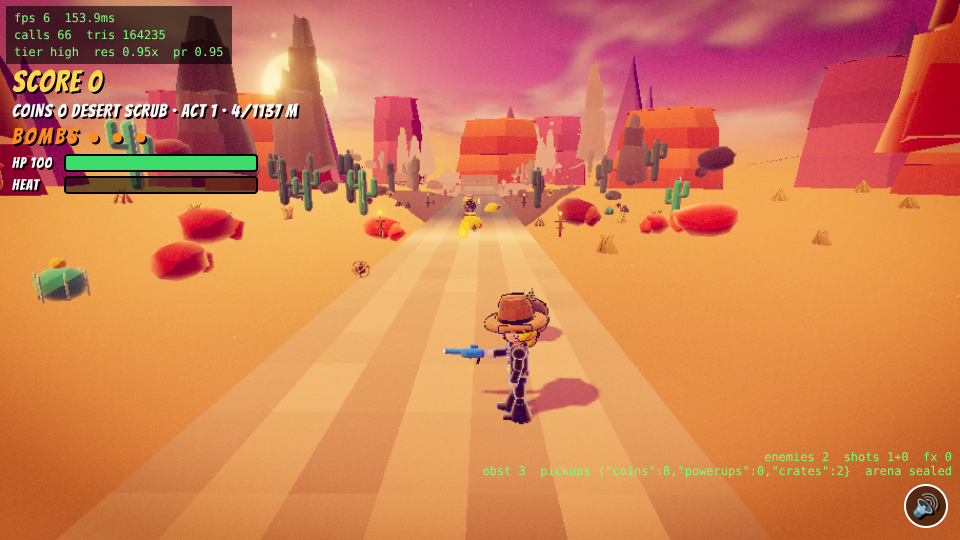 fps 6 153.9ms
calls 66 tris 164235
tier high res 0.95x pr 0.95
SCORE 0
COINS 0 DESERT SCRUB · ACT 1 · 4/1137 M
BOMBS
HP 100
HEAT
enemies 2 shots 1+0 fx 0
obst 3 pickups {"coins":8,"powerups":0,"crates":2} arena sealed